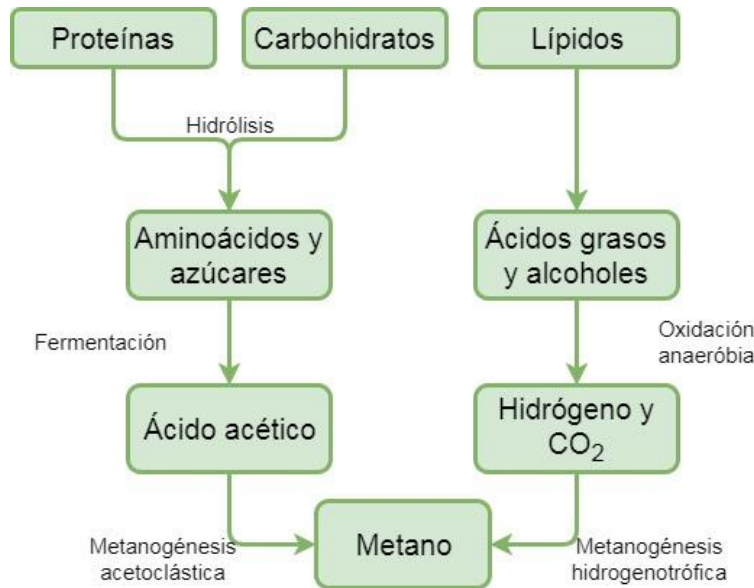 Proteínas
Carbohidratos
Lípidos
Hidrólisis
Aminoácidos y
azúcares
Ácidos grasos
y alcoholes
Fermentación
Oxidación
anaeróbia
Ácido acético
Hidrógeno y
CO₂
Metanogénesis
acetoclástica
Metano
Metanogénesis
hidrogenotrófica